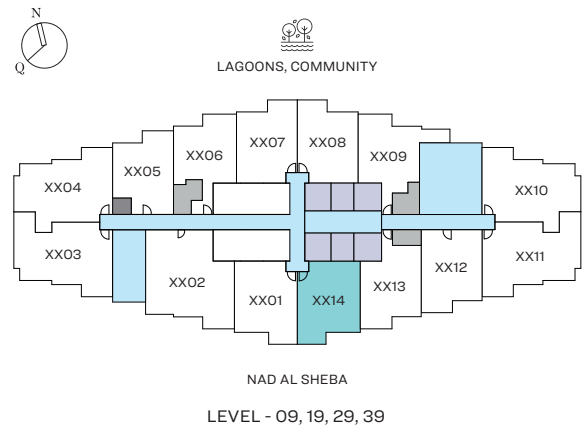 N
Q
LAGOONS, COMMUNITY
XX07 XX08
XX06 XX09
XX05
XX04 XX10
XX03 XX11
XX02 XX12
XX01 XX14 XX13
NAD AL SHEBA
LEVEL - 09, 19, 29, 39